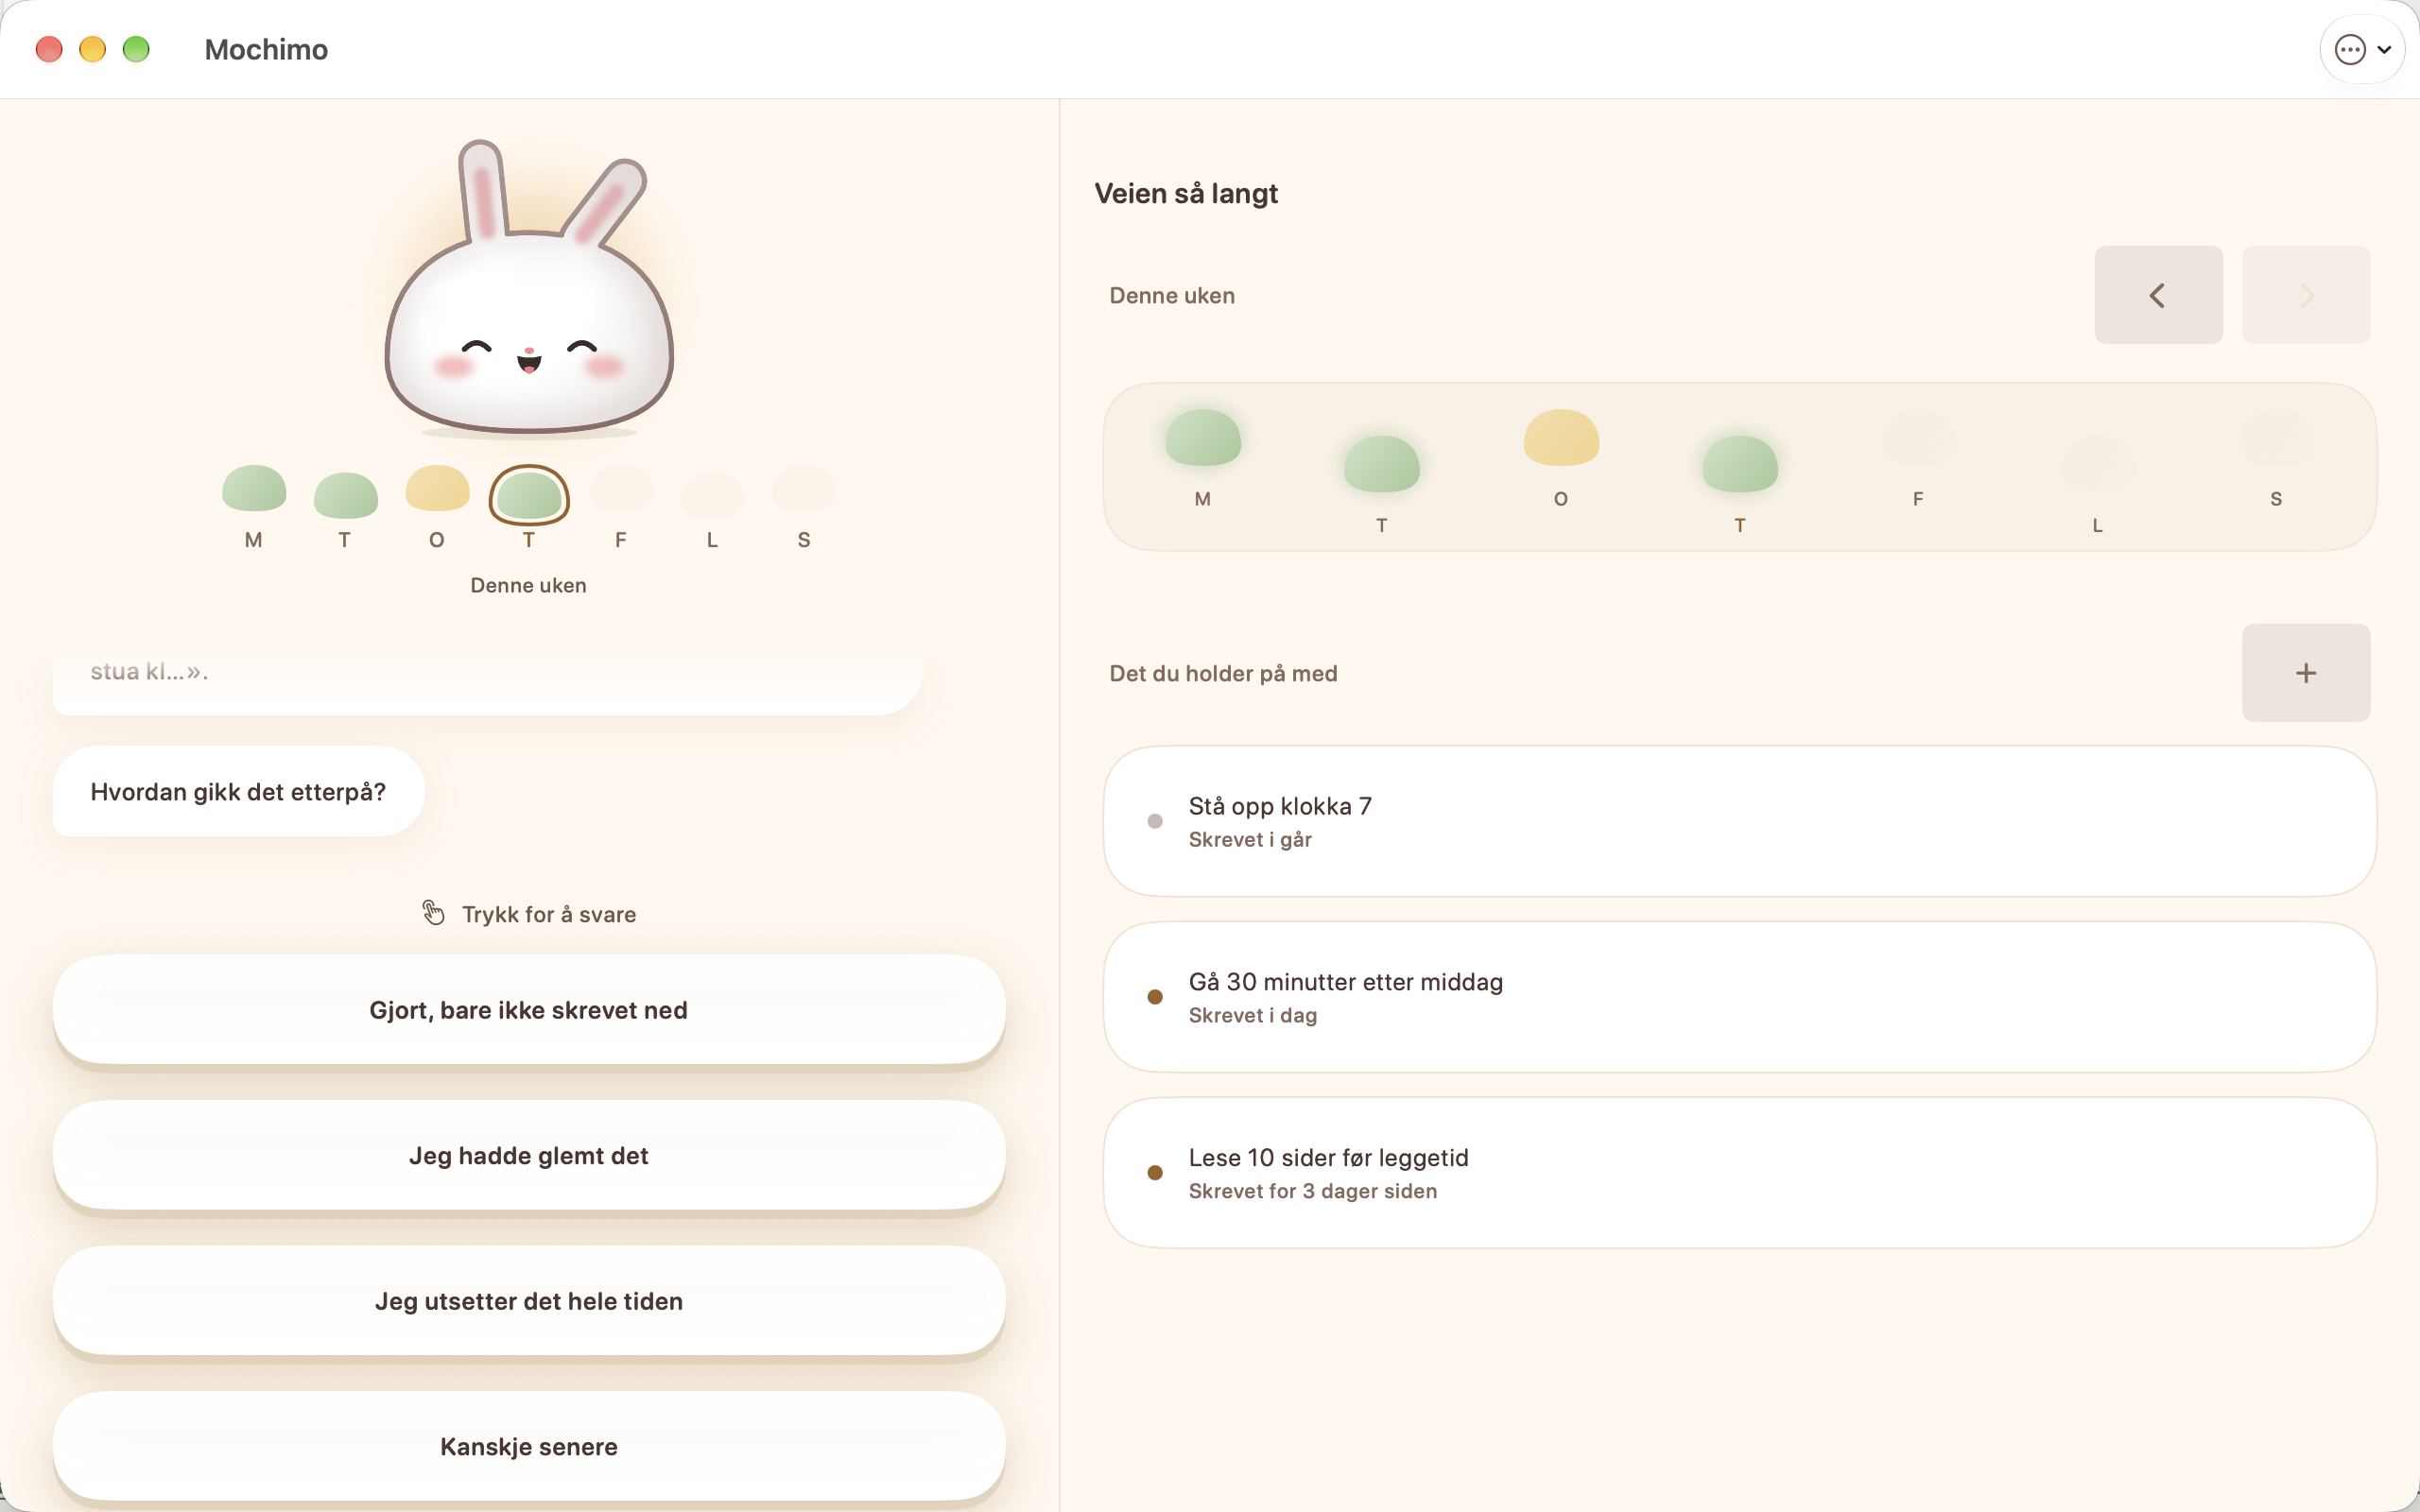 Mochimo
M T O T F L S
Denne uken
stua kl...».
Hvordan gikk det etterpå?
Trykk for å svare
Gjort, bare ikke skrevet ned
Jeg hadde glemt det
Jeg utsetter det hele tiden
Kanskje senere
Veien så langt
Denne uken
M T O T F L S
Det du holder på med
Stå opp klokka 7
Skrevet i går
Gå 30 minutter etter middag
Skrevet i dag
Lese 10 sider før leggetid
Skrevet for 3 dager siden